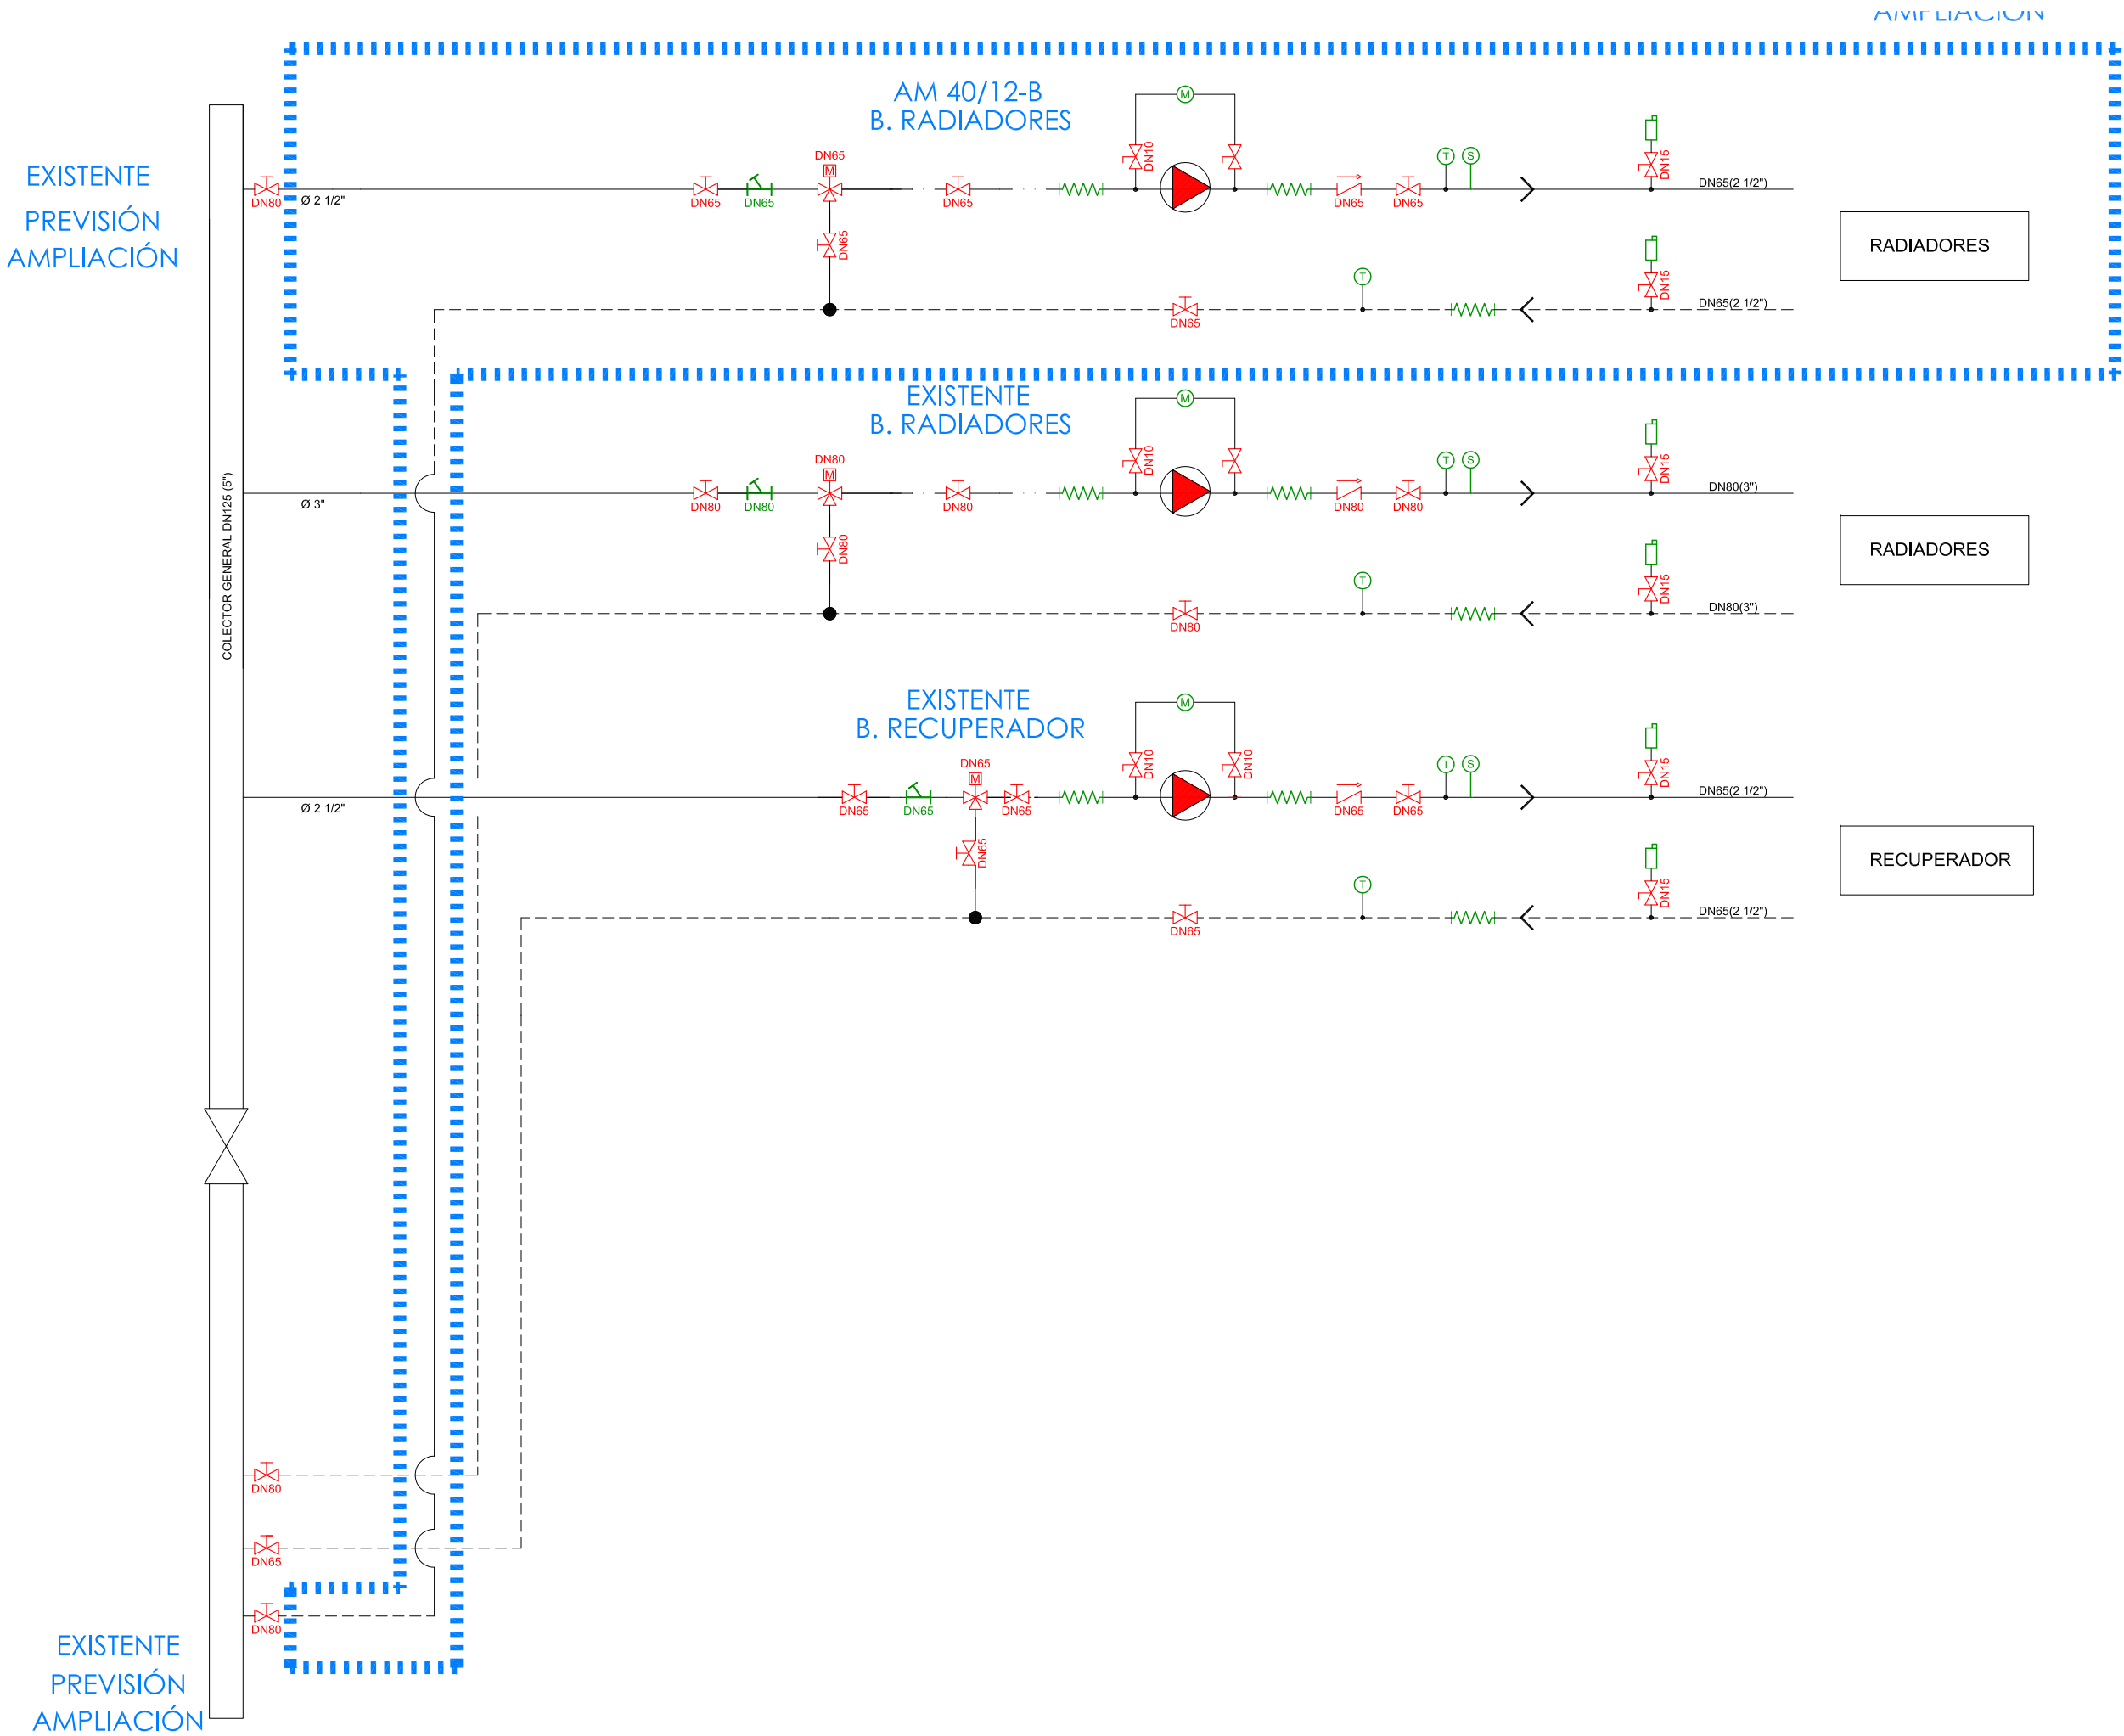 AMPLIACIÓN
AM 40/12-B
B. RADIADORES
M
EXISTENTE
PREVISIÓN
AMPLIACIÓN
DN80
Ø 2 1/2"
DN65
DN65
DN65
M
DN65
DN65
DN10
DN65
DN65
T
S
DN15
DN65(2 1/2")
RADIADORES
DN65
T
DN15
DN65(2 1/2")
EXISTENTE
B. RADIADORES
M
COLECTOR GENERAL DN125 (5")
Ø 3"
DN80
DN80
DN80
M
DN80
DN80
DN10
DN80
DN80
T
S
DN15
DN80(3")
RADIADORES
DN80
T
DN15
DN80(3")
EXISTENTE
B. RECUPERADOR
M
Ø 2 1/2"
DN65
DN65
DN65
M
DN65
DN65
DN10
DN10
DN65
DN65
T
S
DN15
DN65(2 1/2")
RECUPERADOR
DN65
T
DN15
DN65(2 1/2")
DN80
DN65
DN80
EXISTENTE
PREVISIÓN
AMPLIACIÓN